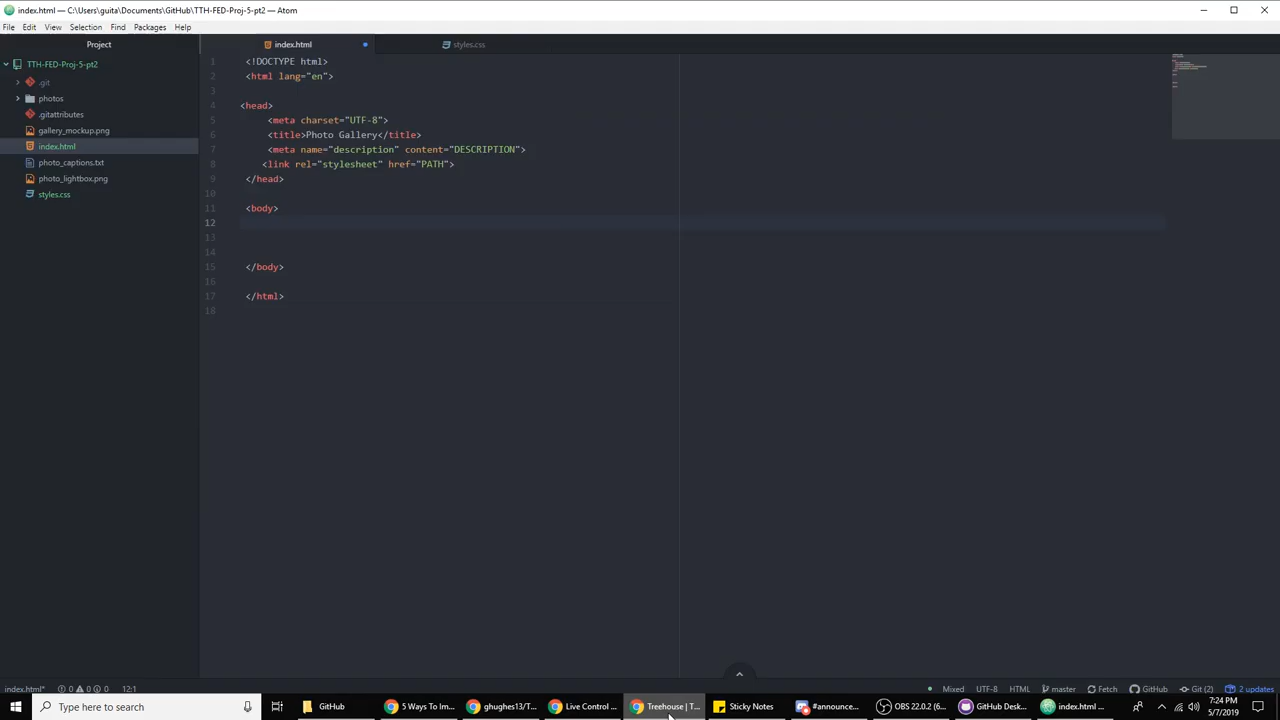 index.html — C:\Users\guita\Documents\GitHub\TTH-FED-Proj-5-pt2 — Atom
File Edit View Selection Find Packages Help
Project
index.html
styles.css
TTH-FED-Proj-5-pt2
.git
photos
.gitattributes
gallery_mockup.png
index.html
photo_captions.txt
photo_lightbox.png
styles.css
1 <!DOCTYPE html>
2 <html lang="en">
3
4 <head>
5 <meta charset="UTF-8">
6 <title>Photo Gallery</title>
7 <meta name="description" content="DESCRIPTION">
8 <link rel="stylesheet" href="PATH">
9 </head>
10
11 <body>
12
13
14
15 </body>
16
17 </html>
18
index.html* 0 0 0 12:1 Mixed UTF-8 HTML master Fetch GitHub Git (2) 2 updates
Type here to search GitHub 5 Ways To Im... ghughes13/T... Live Control ... Treehouse | T... Sticky Notes #announce... OBS 22.0.2 (6... GitHub Desk... index.html ... 7:24 PM
5/7/2019